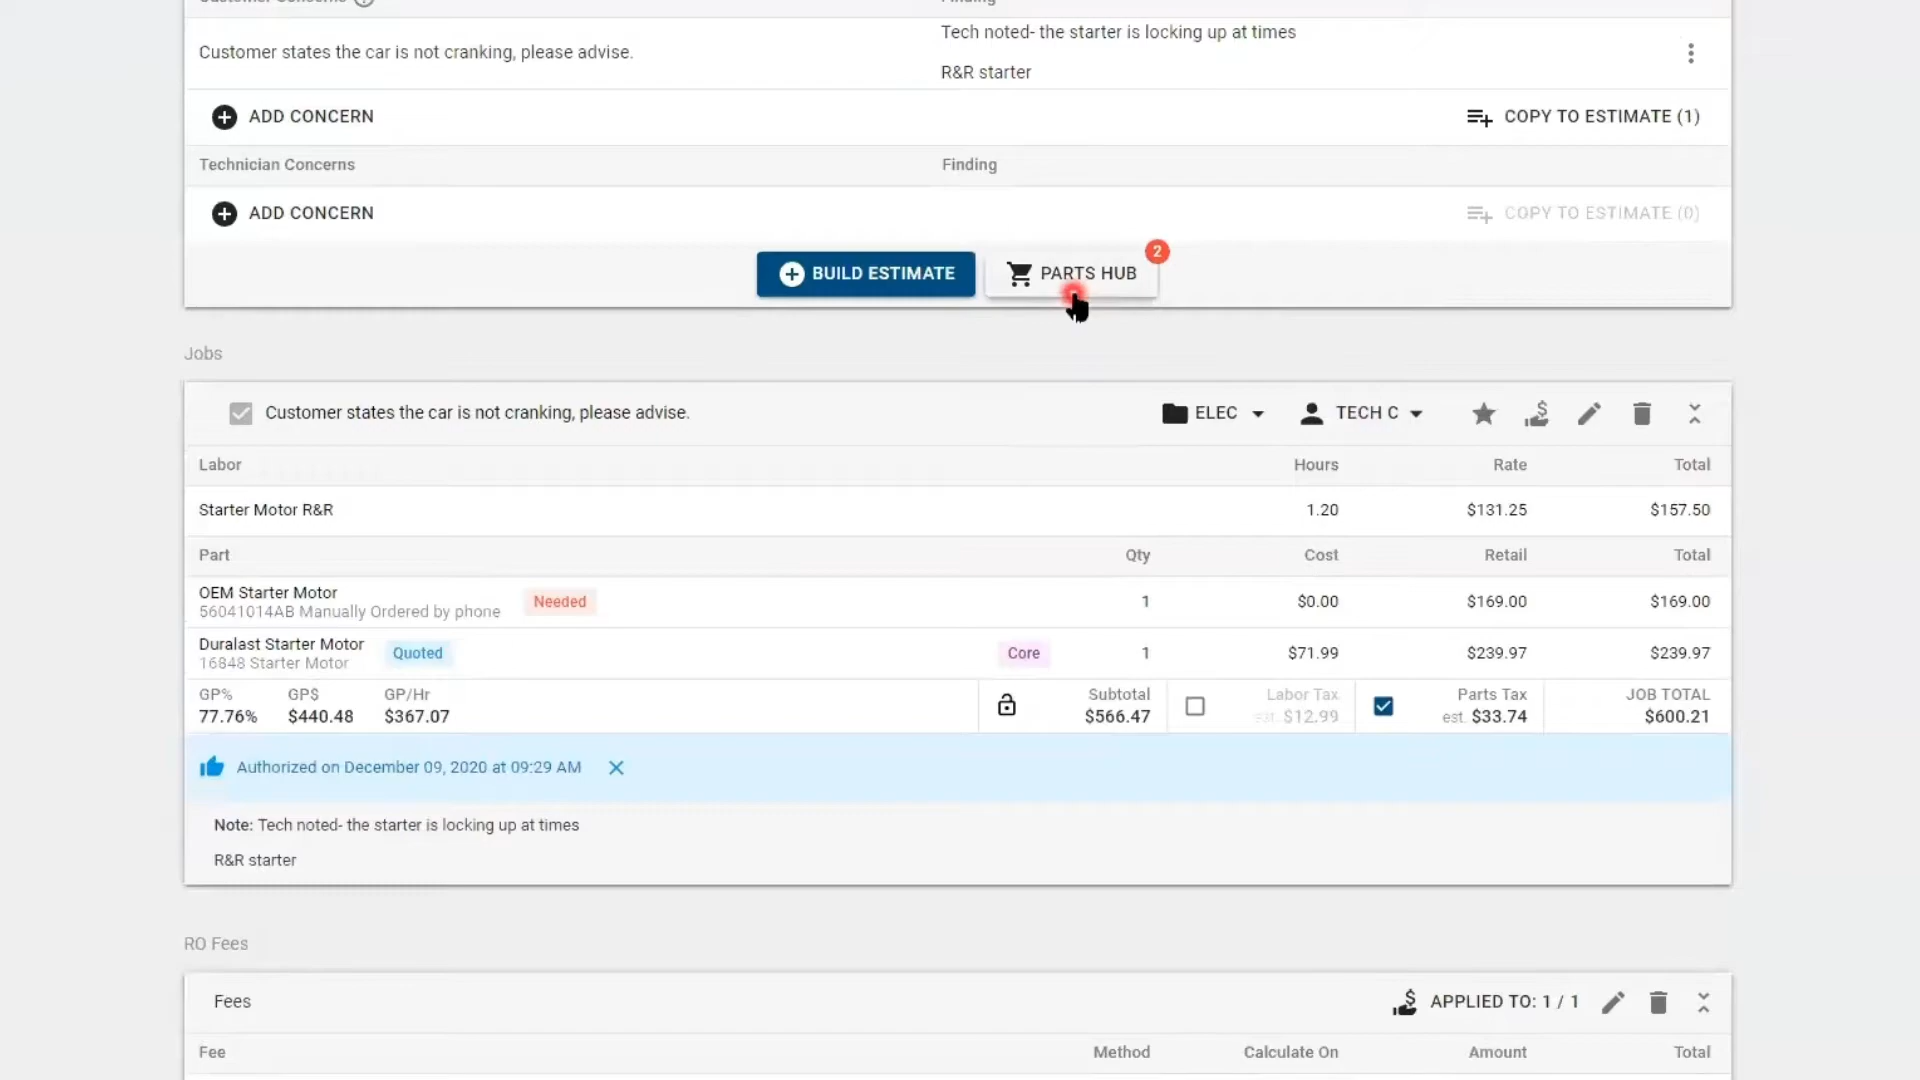 Customer Concerns
Finding
Customer states the car is not cranking, please advise.
Tech noted- the starter is locking up at times
R&R starter
ADD CONCERN
COPY TO ESTIMATE (1)
Technician Concerns
Finding
ADD CONCERN
COPY TO ESTIMATE (0)
BUILD ESTIMATE
PARTS HUB
2
Jobs
Customer states the car is not cranking, please advise.
ELEC
TECH C
Labor Hours Rate Total
Starter Motor R&R 1.20 $131.25 $157.50
Part Qty Cost Retail Total
OEM Starter Motor
56041014AB Manually Ordered by phone
Needed
1 $0.00 $169.00 $169.00
Duralast Starter Motor
16848 Starter Motor
Quoted
Core
1 $71.99 $239.97 $239.97
GP% GP$ GP/Hr Subtotal Labor Tax Parts Tax JOB TOTAL
77.76% $440.48 $367.07 $566.47 est. $12.99 est. $33.74 $600.21
Authorized on December 09, 2020 at 09:29 AM
Note: Tech noted- the starter is locking up at times
R&R starter
RO Fees
Fees
APPLIED TO: 1 / 1
Fee Method Calculate On Amount Total